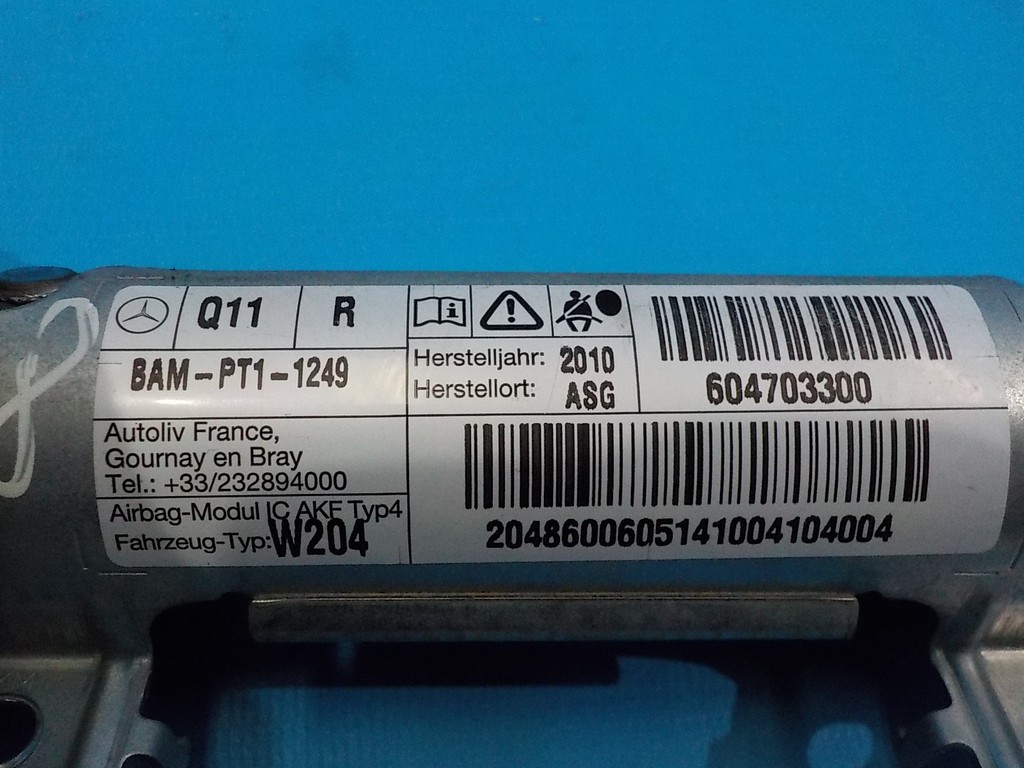 Q11 R
BAM-PT1-1249
Herstelljahr: 2010
Herstellort: ASG
604703300
Autoliv France,
Gournay en Bray
Tel.: +33/232894000
Airbag-Modul IC AKF Typ4
Fahrzeug-Typ: W204
2048600605141004104004
8